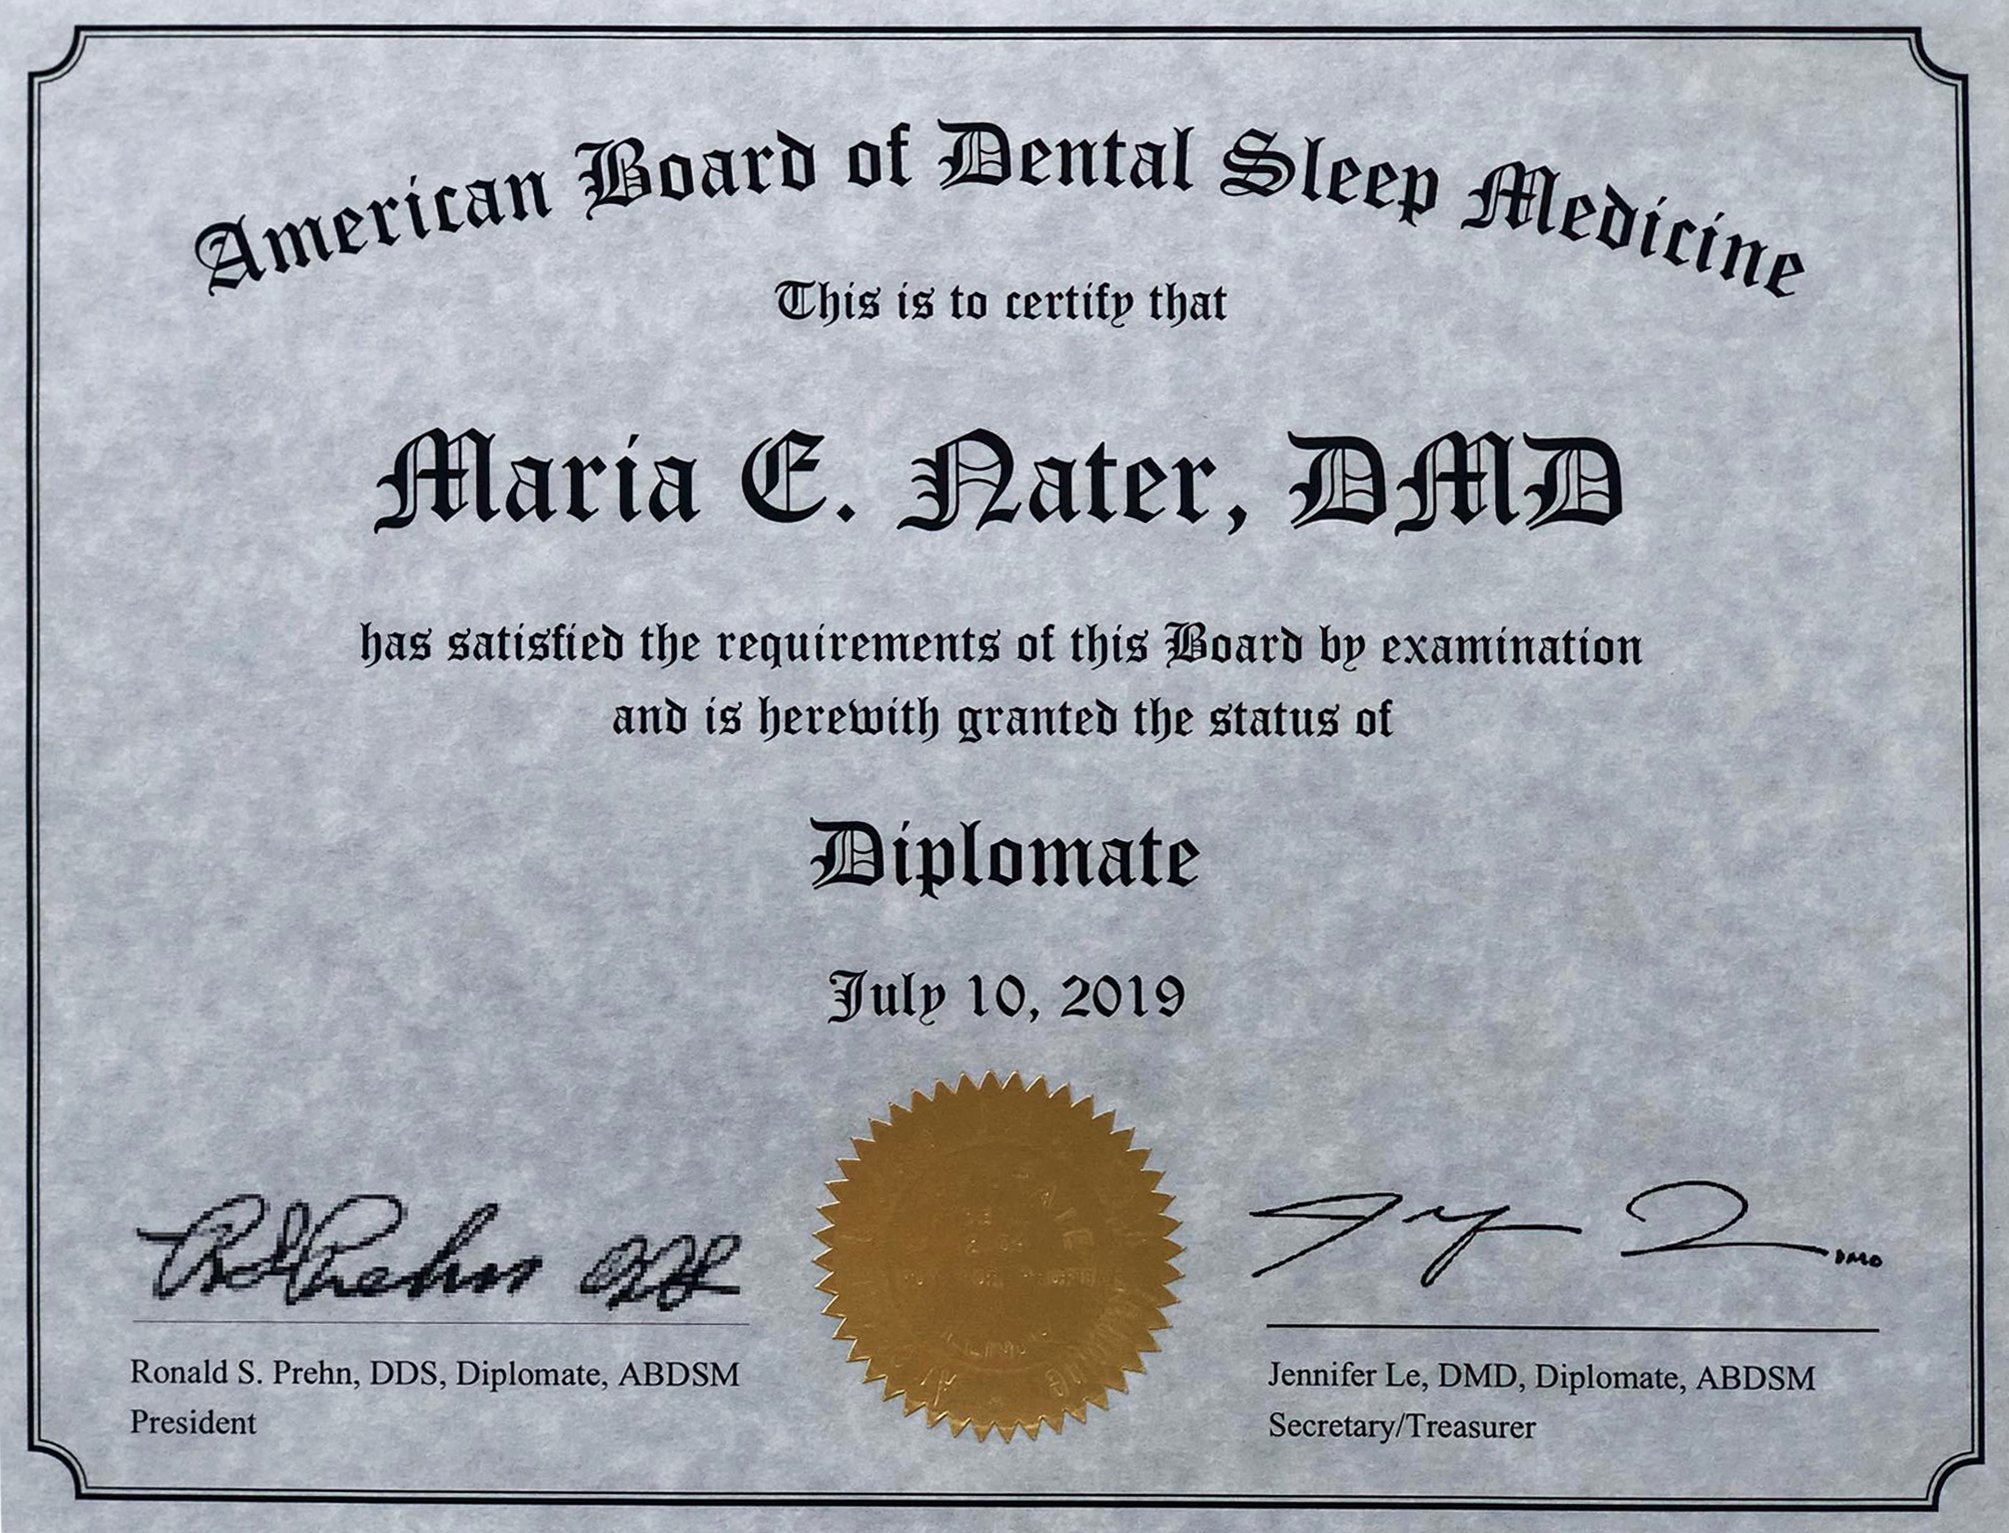 American Board of Dental Sleep Medicine
This is to certify that
Maria E. Nater, DMD
has satisfied the requirements of this Board by examination
and is herewith granted the status of
Diplomate
July 10, 2019
Ronald S. Prehn, DDS, Diplomate, ABDSM
President
Jennifer Le, DMD, Diplomate, ABDSM
Secretary/Treasurer